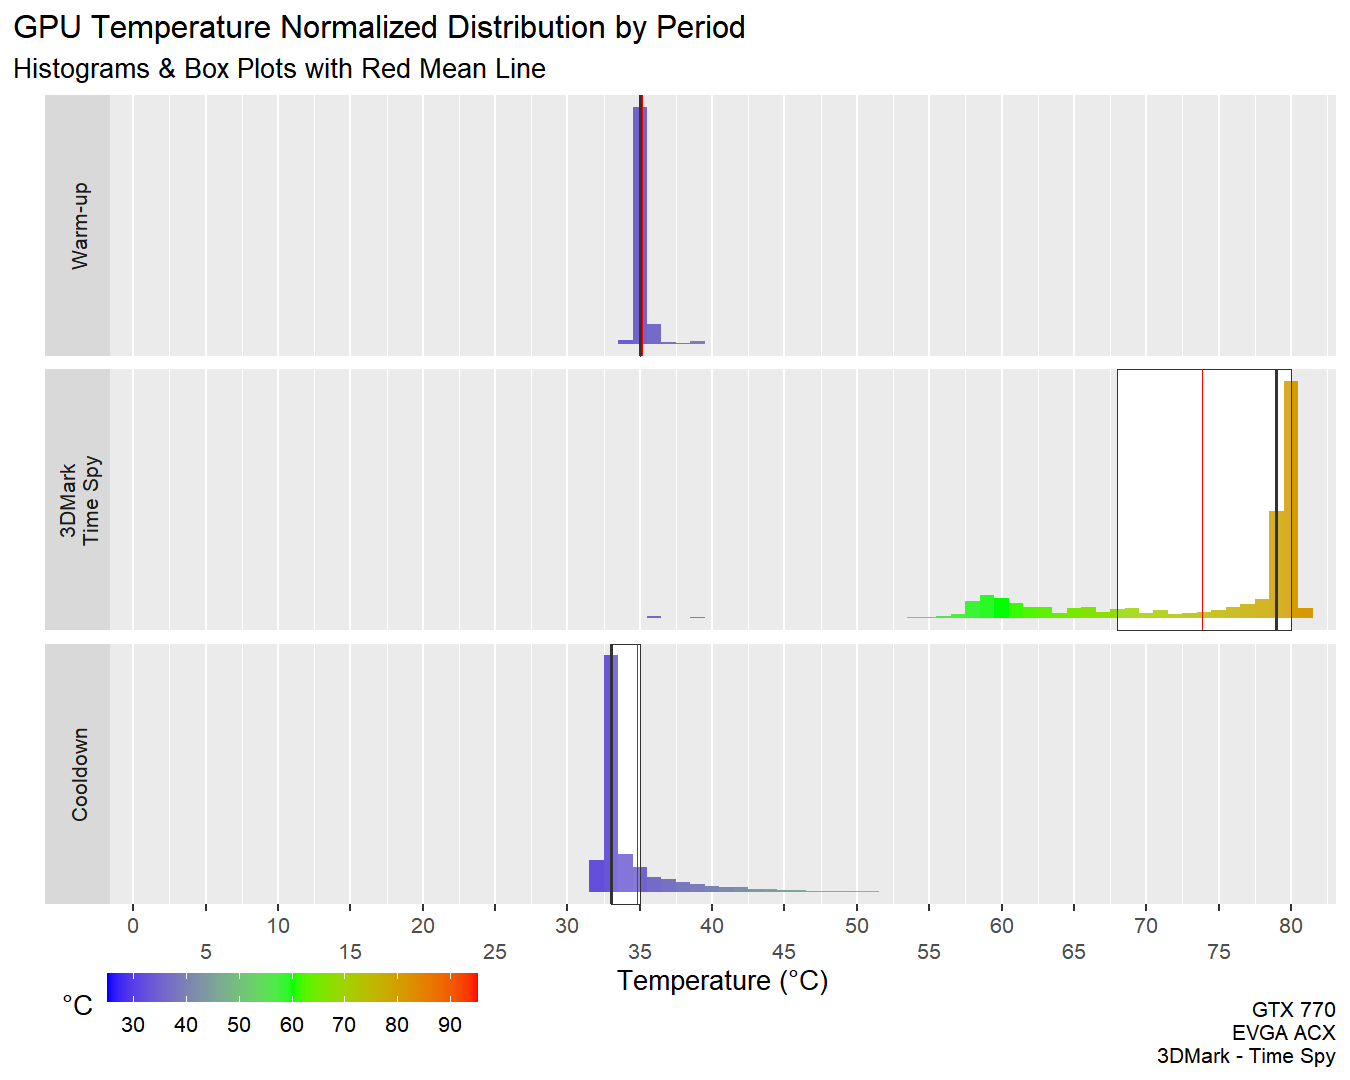 GPU Temperature Normalized Distribution by Period
Histograms & Box Plots with Red Mean Line
Warm-up
3DMark
Time Spy
Cooldown
0 10 20 30 40 50 60 70 80
5 15 25 35 45 55 65 75
Temperature (°C)
°C
30 40 50 60 70 80 90
GTX 770
EVGA ACX
3DMark - Time Spy